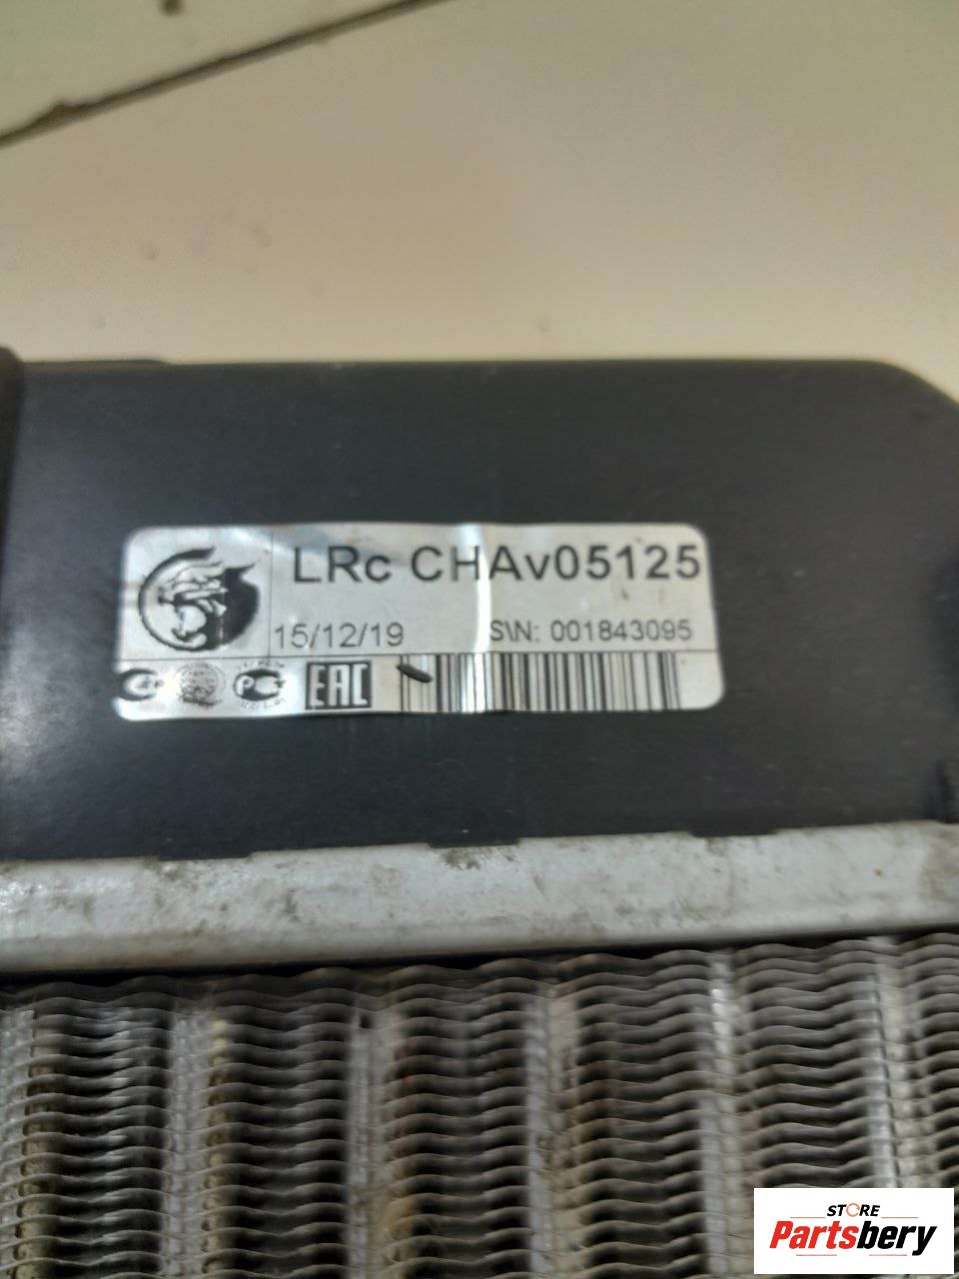 LRc CHAv05125
15/12/19 S\N: 001843095
EAC
STORE
Partsbery